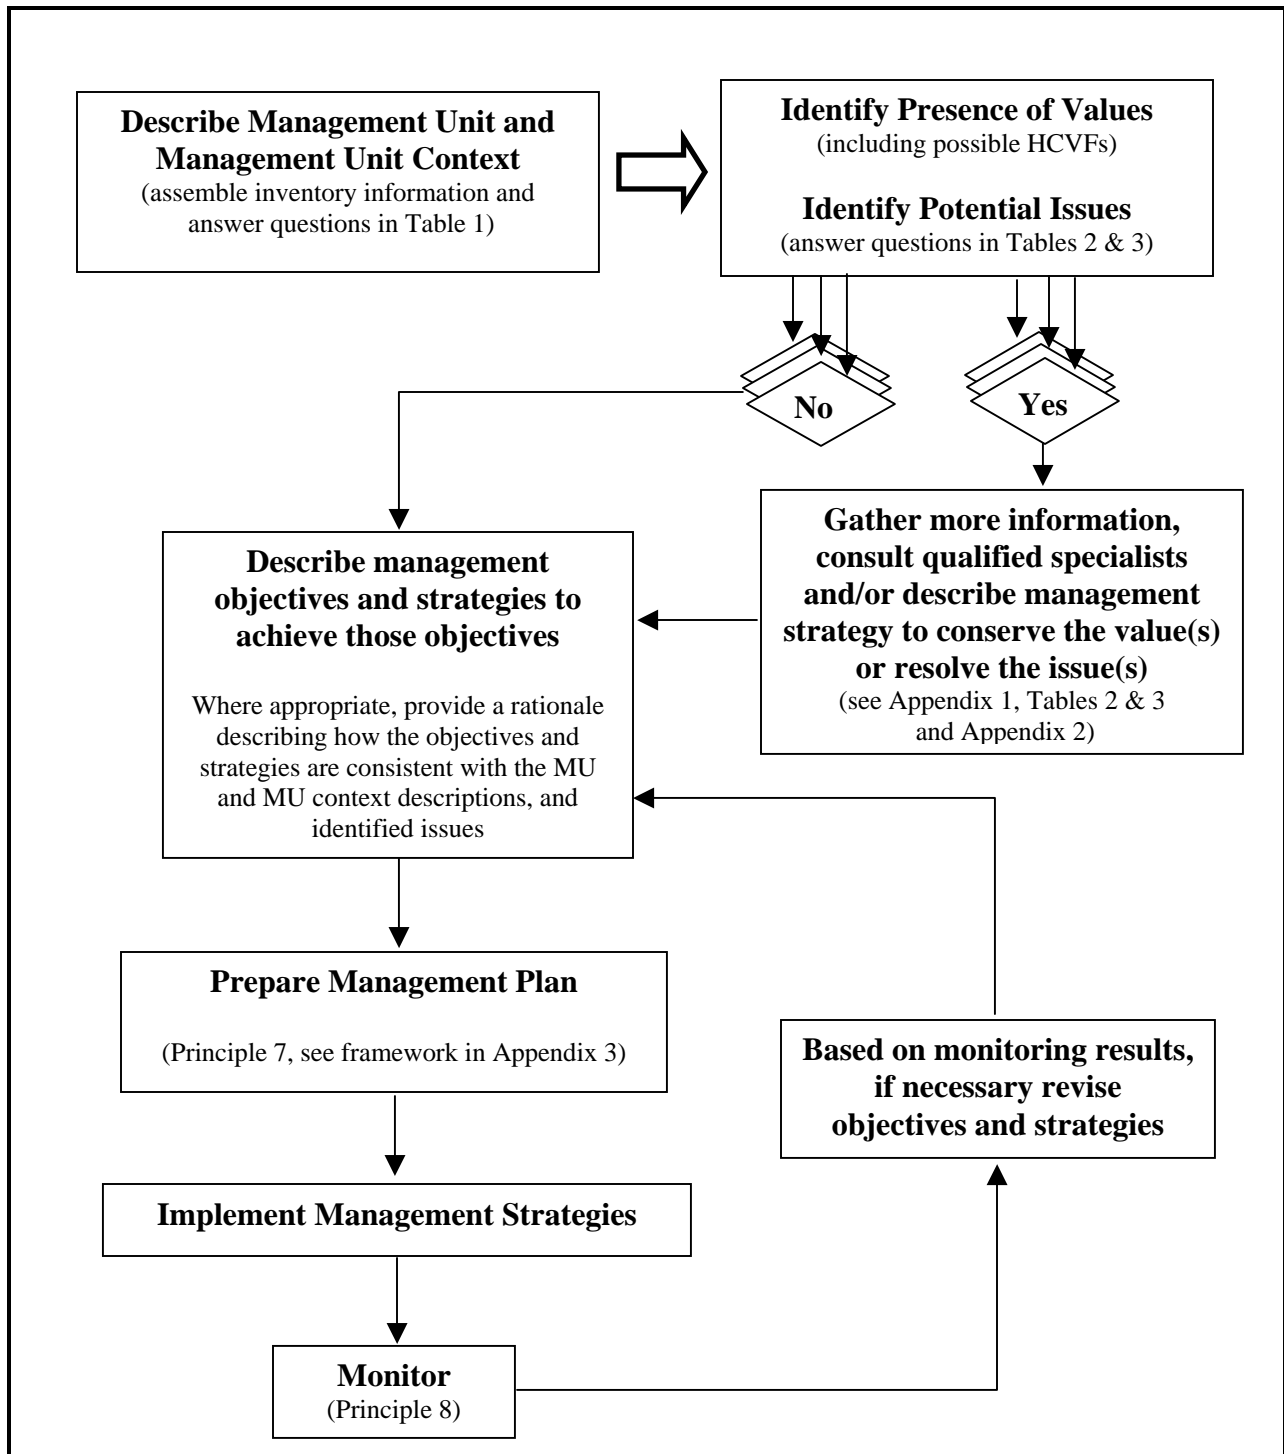 Describe Management Unit and
Management Unit Context
(assemble inventory information and
answer questions in Table 1)
Identify Presence of Values
(including possible HCVFs)
Identify Potential Issues
(answer questions in Tables 2 & 3)
No
Yes
Gather more information,
consult qualified specialists
and/or describe management
strategy to conserve the value(s)
or resolve the issue(s)
(see Appendix 1, Tables 2 & 3
and Appendix 2)
Describe management
objectives and strategies to
achieve those objectives
Where appropriate, provide a rationale
describing how the objectives and
strategies are consistent with the MU
and MU context descriptions, and
identified issues
Prepare Management Plan
(Principle 7, see framework in Appendix 3)
Based on monitoring results,
if necessary revise
objectives and strategies
Implement Management Strategies
Monitor
(Principle 8)